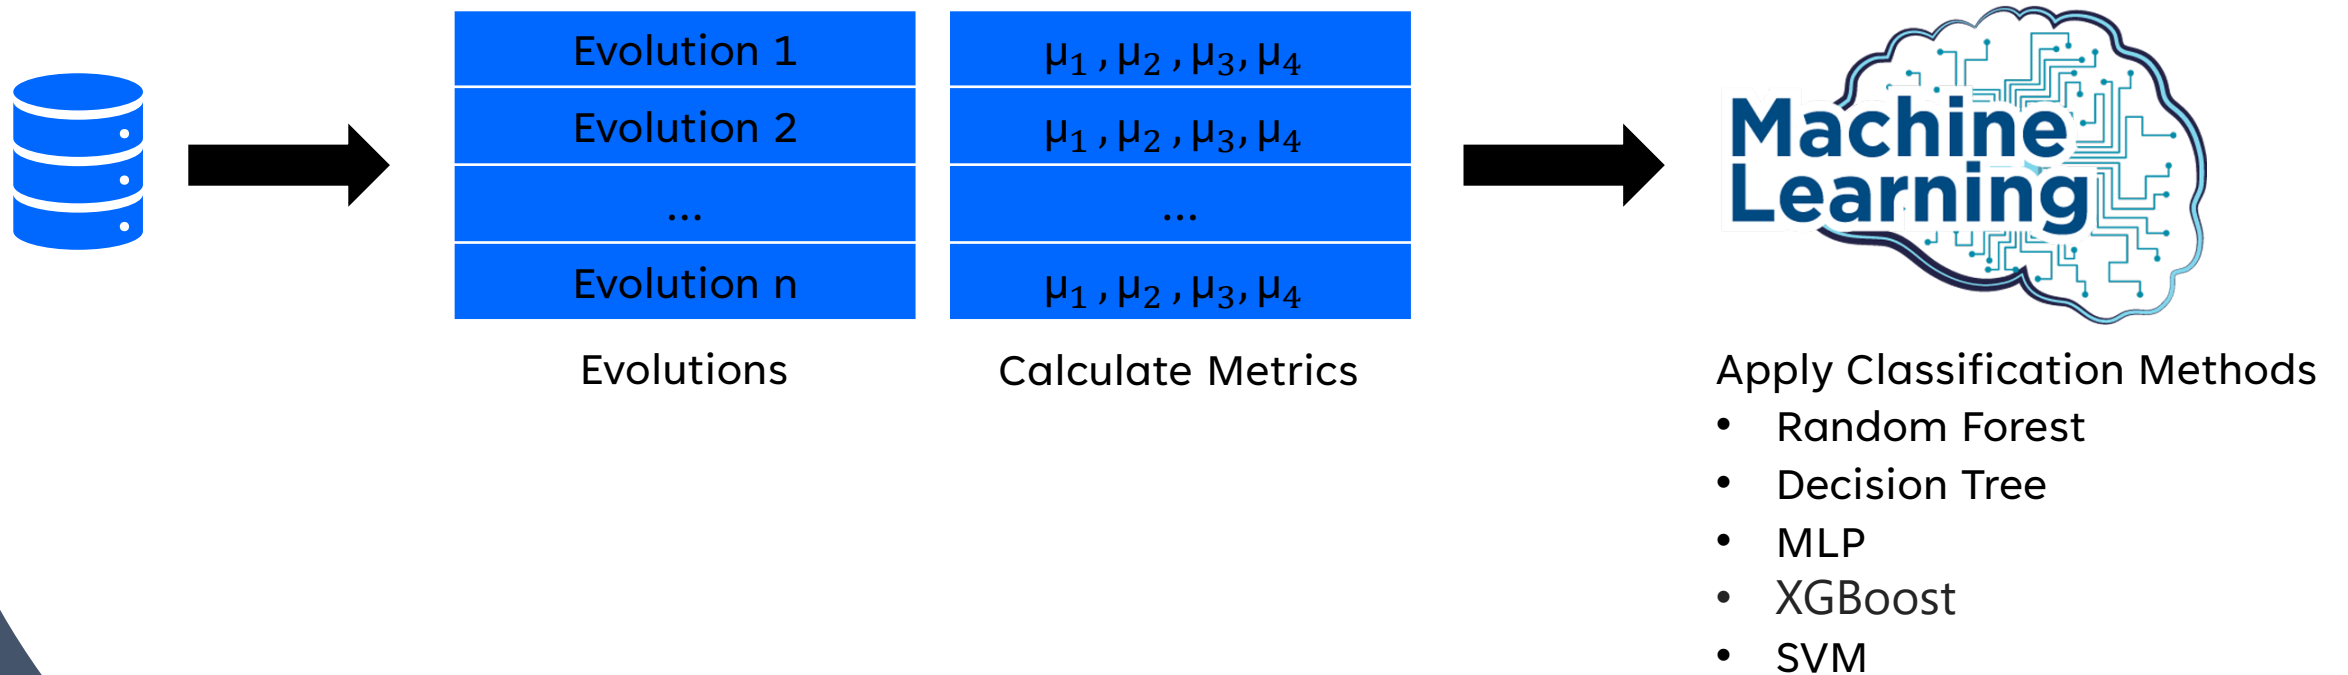 Evolution 1
Evolution 2
...
Evolution n
Evolutions
μ₁ , μ₂ , μ₃, μ₄
μ₁ , μ₂ , μ₃, μ₄
...
μ₁ , μ₂ , μ₃, μ₄
Calculate Metrics
Machine
Learning
Apply Classification Methods
• Random Forest
• Decision Tree
• MLP
• XGBoost
• SVM